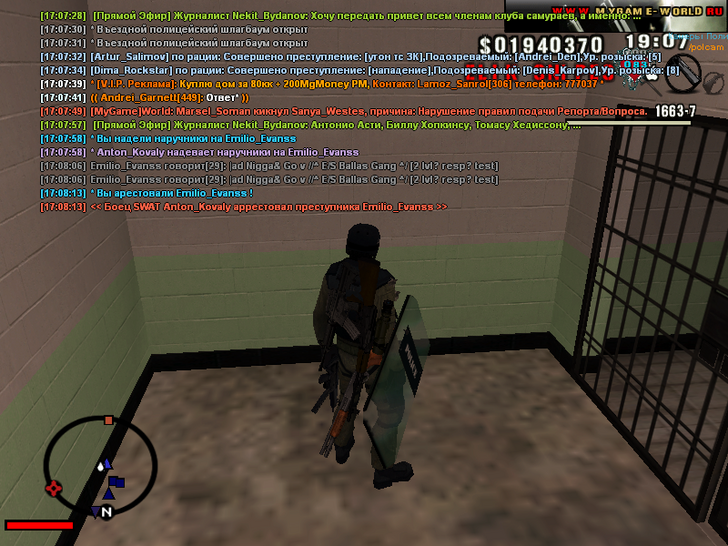 WWW.MYGAME-WORLD.RU
[17:07:28] [Прямой Эфир] Журналист Nekit_Bydanov: Хочу передать привет всем членам клуба самураев, а именно: ...
[17:07:30] * Въездной полицейский шлагбаум открыт
[17:07:31] * Въездной полицейский шлагбаум открыт
$01940370 19:07
/polcam
[17:07:32] [Artur_Salimov] по рации: Совершено преступление: [угон тс ЗК],Подозреваемый: [Andrei_Den],Ур. розыска: [5]
[17:07:34] [Dima_Rockstar] по рации: Совершено преступление: [нападение],Подозреваемый: [Denis_Karpov],Ур. розыска: [8]
[17:07:39] * [V.I.P. Реклама]: Куплю дом за 80кк + 200MgMoney РМ, Контакт: Lamoz_Sanrol[306] телефон: 777037
[17:07:41] (( Andrei_Garnett[449]: Ответ* ))
[17:07:49] [MyGame]World: Marsel_Soman кикнул Sanya_Westes, причина: Нарушение правил подачи Репорта/Вопроса.
1663-7
[17:07:57] [Прямой Эфир] Журналист Nekit_Bydanov: Антонио Асти, Биллу Хопкинсу, Томасу Хедиссону, ...
[17:07:58] * Вы надели наручники на Emilio_Evanss
[17:07:58] * Anton_Kovaly надевает наручники на Emilio_Evanss
[17:08:06] Emilio_Evanss говорит[29]: |ad Nigga& Go v //^ E/S Ballas Gang ^/ [2 lvl? resp? test]
[17:08:06] Emilio_Evanss говорит[29]: |ad Nigga& Go v //^ E/S Ballas Gang ^/ [2 lvl? resp? test]
[17:08:13] * Вы арестовали Emilio_Evanss !
[17:08:13] << Боец SWAT Anton_Kovaly аррестовал преступника Emilio_Evanss >>
N